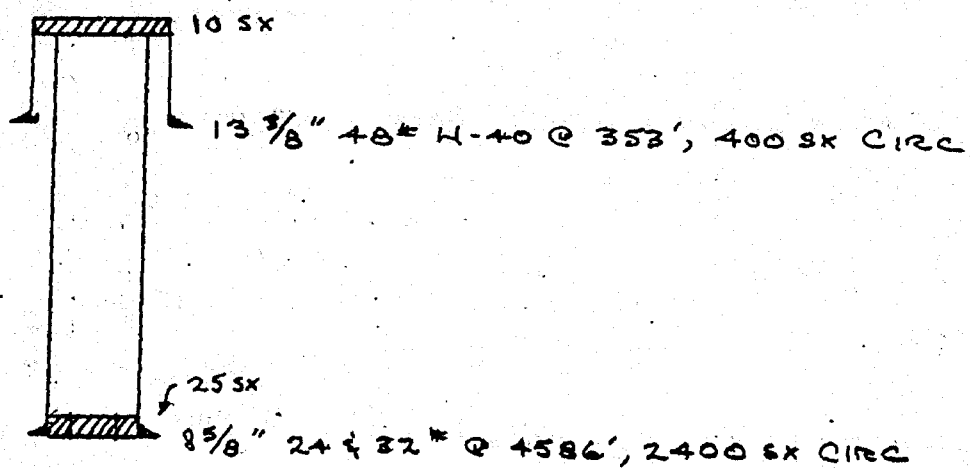 10 SX
13 3/8" 48# H-40 @ 353', 400 SX CIRC
25 SX
8 5/8" 24 & 32# @ 4586', 2400 SX CIRC